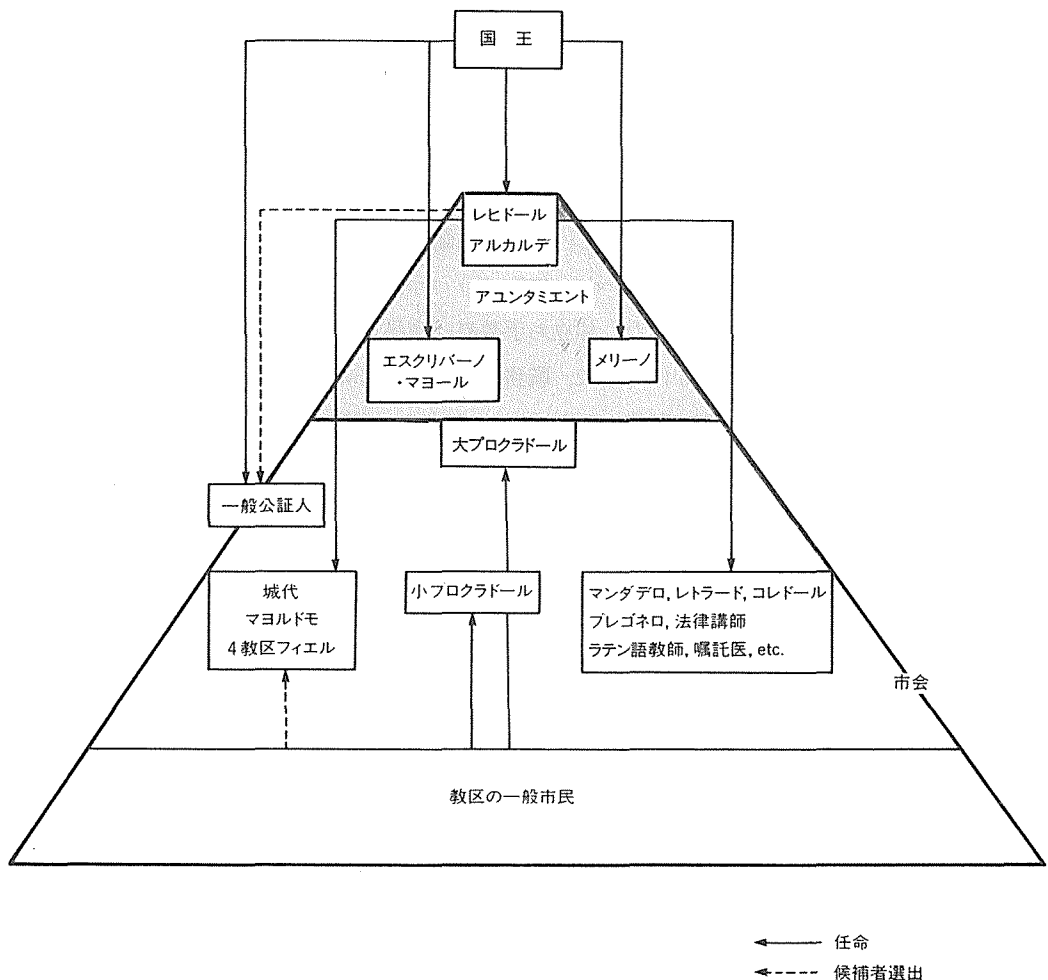 国 王
レヒドール
アルカルデ
アユンタミエント
エスクリバーノ
・マヨール
メリーノ
大プロクラドール
一般公証人
城代
マヨルドモ
4教区フィエル
小プロクラドール
マンダデロ, レトラード, コレドール
プレゴネロ, 法律講師
ラテン語教師, 嘱託医, etc.
市会
教区の一般市民
任命
候補者選出